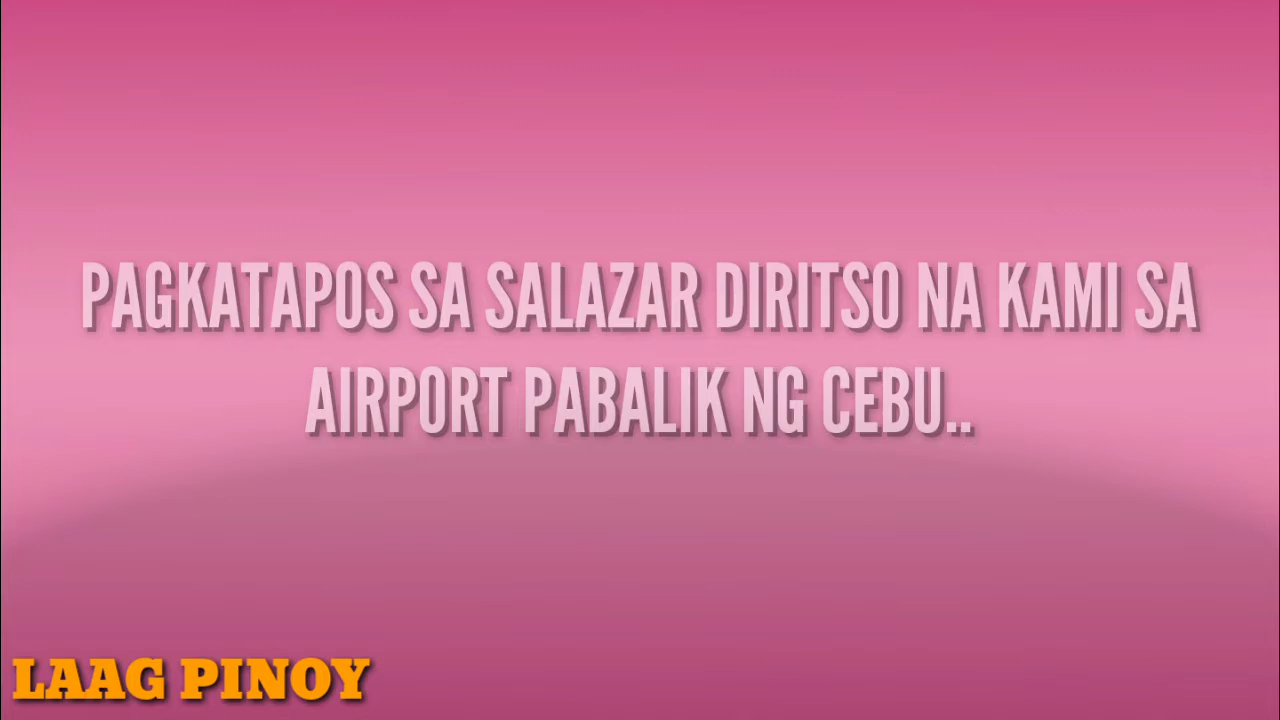 PAGKATAPOS SA SALAZAR DIRITSO NA KAMI SA
AIRPORT PABALIK NG CEBU..
LAAG PINOY